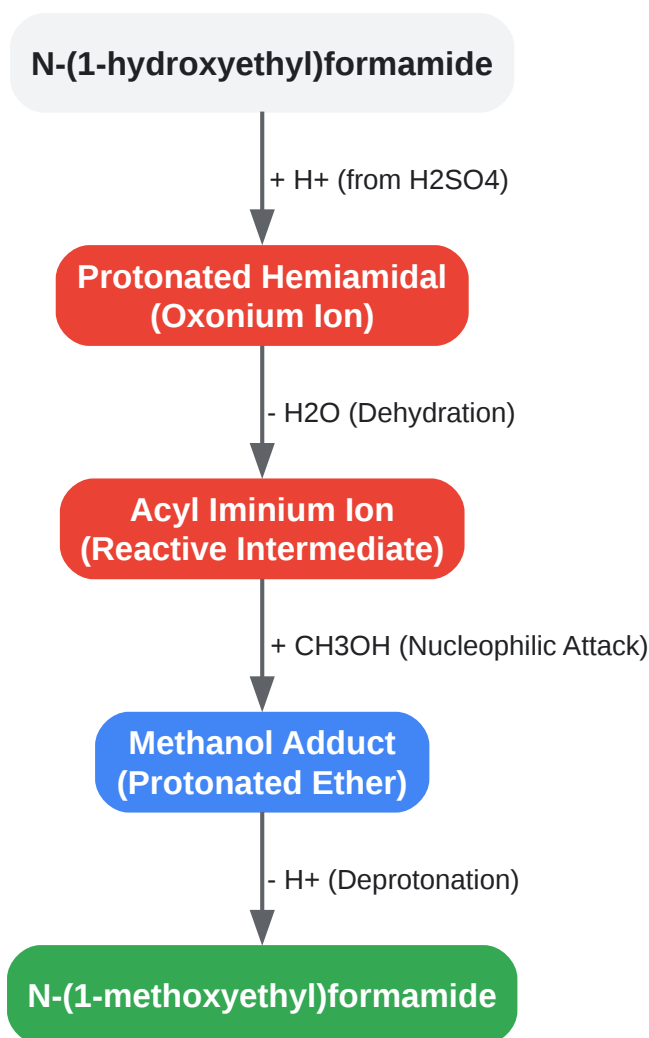 N-(1-hydroxyethyl)formamide
+ H+ (from H2SO4)
Protonated Hemiamidal
(Oxonium Ion)
- H2O (Dehydration)
Acyl Iminium Ion
(Reactive Intermediate)
+ CH3OH (Nucleophilic Attack)
Methanol Adduct
(Protonated Ether)
- H+ (Deprotonation)
N-(1-methoxyethyl)formamide